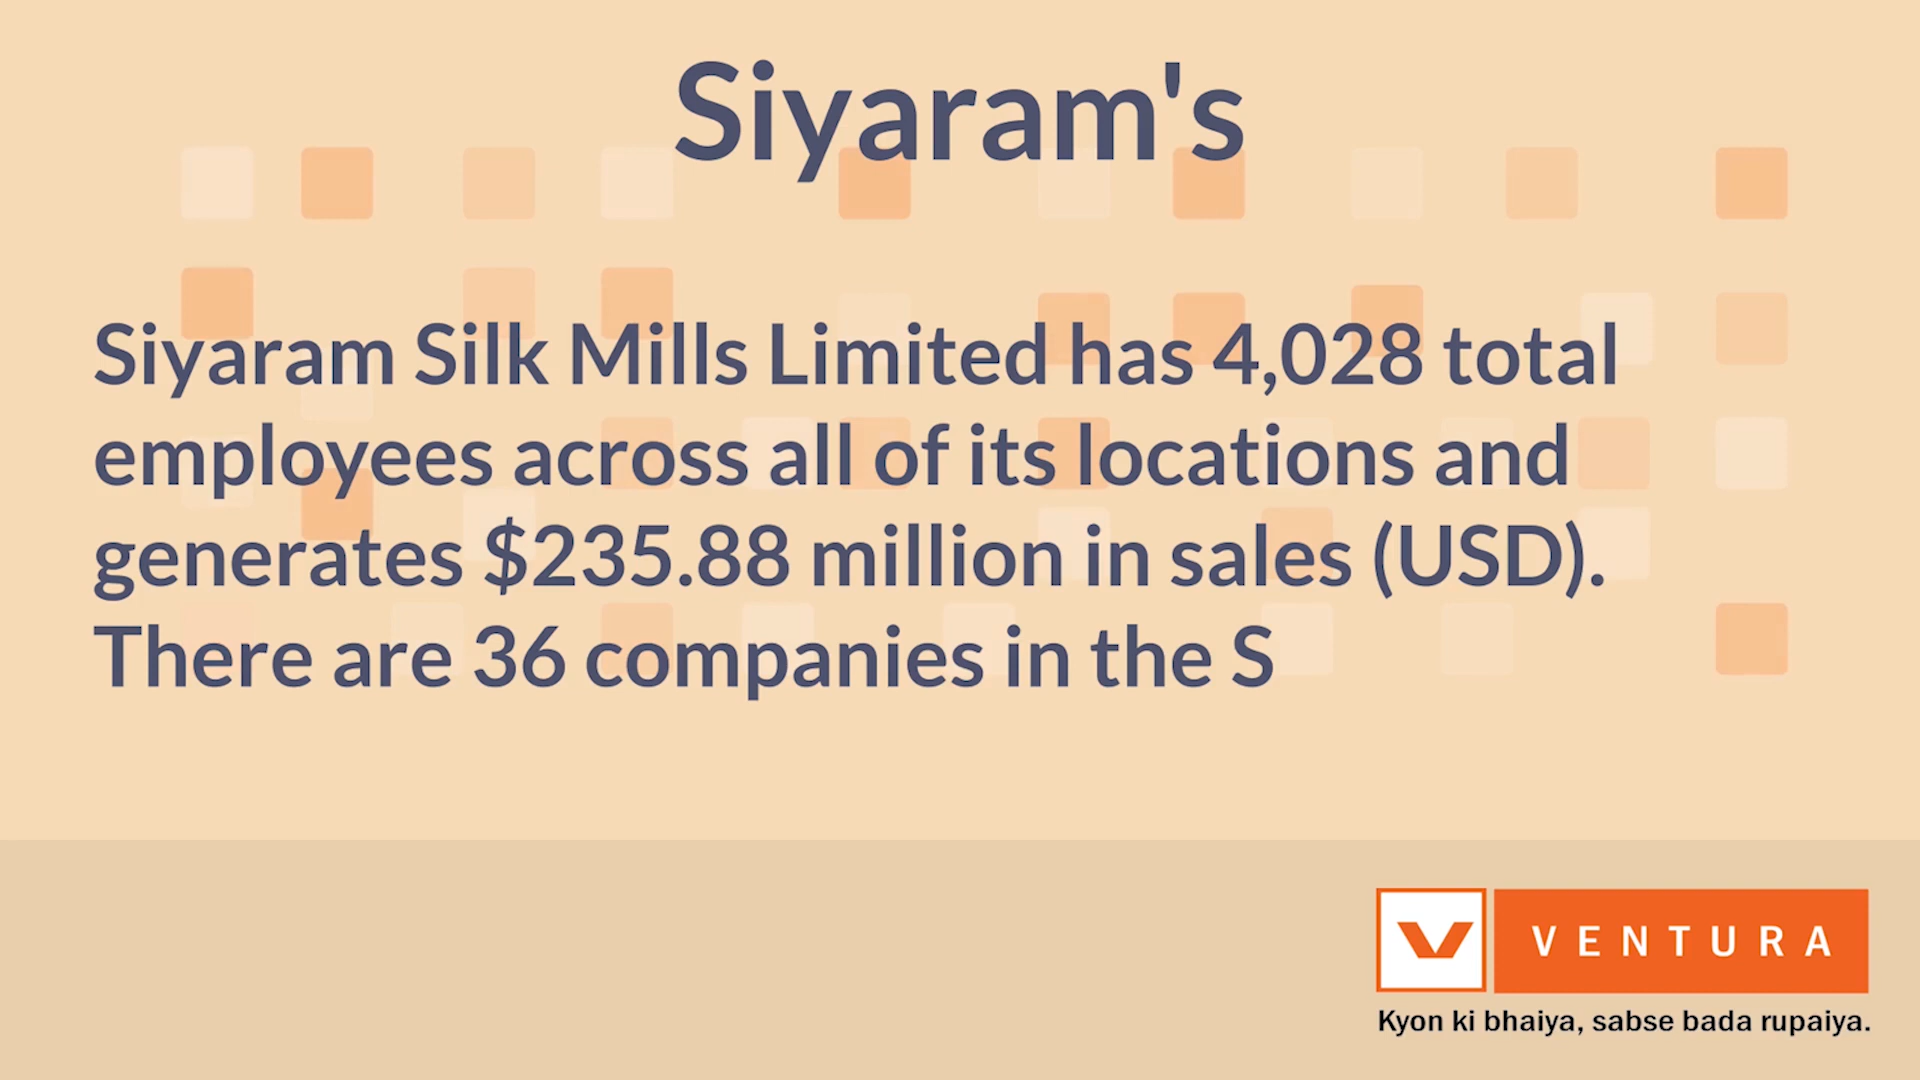 Siyaram's
Siyaram Silk Mills Limited has 4,028 total
employees across all of its locations and
generates $235.88 million in sales (USD).
There are 36 companies in the S
VENTURA
Kyon ki bhaiya, sabse bada rupaiya.